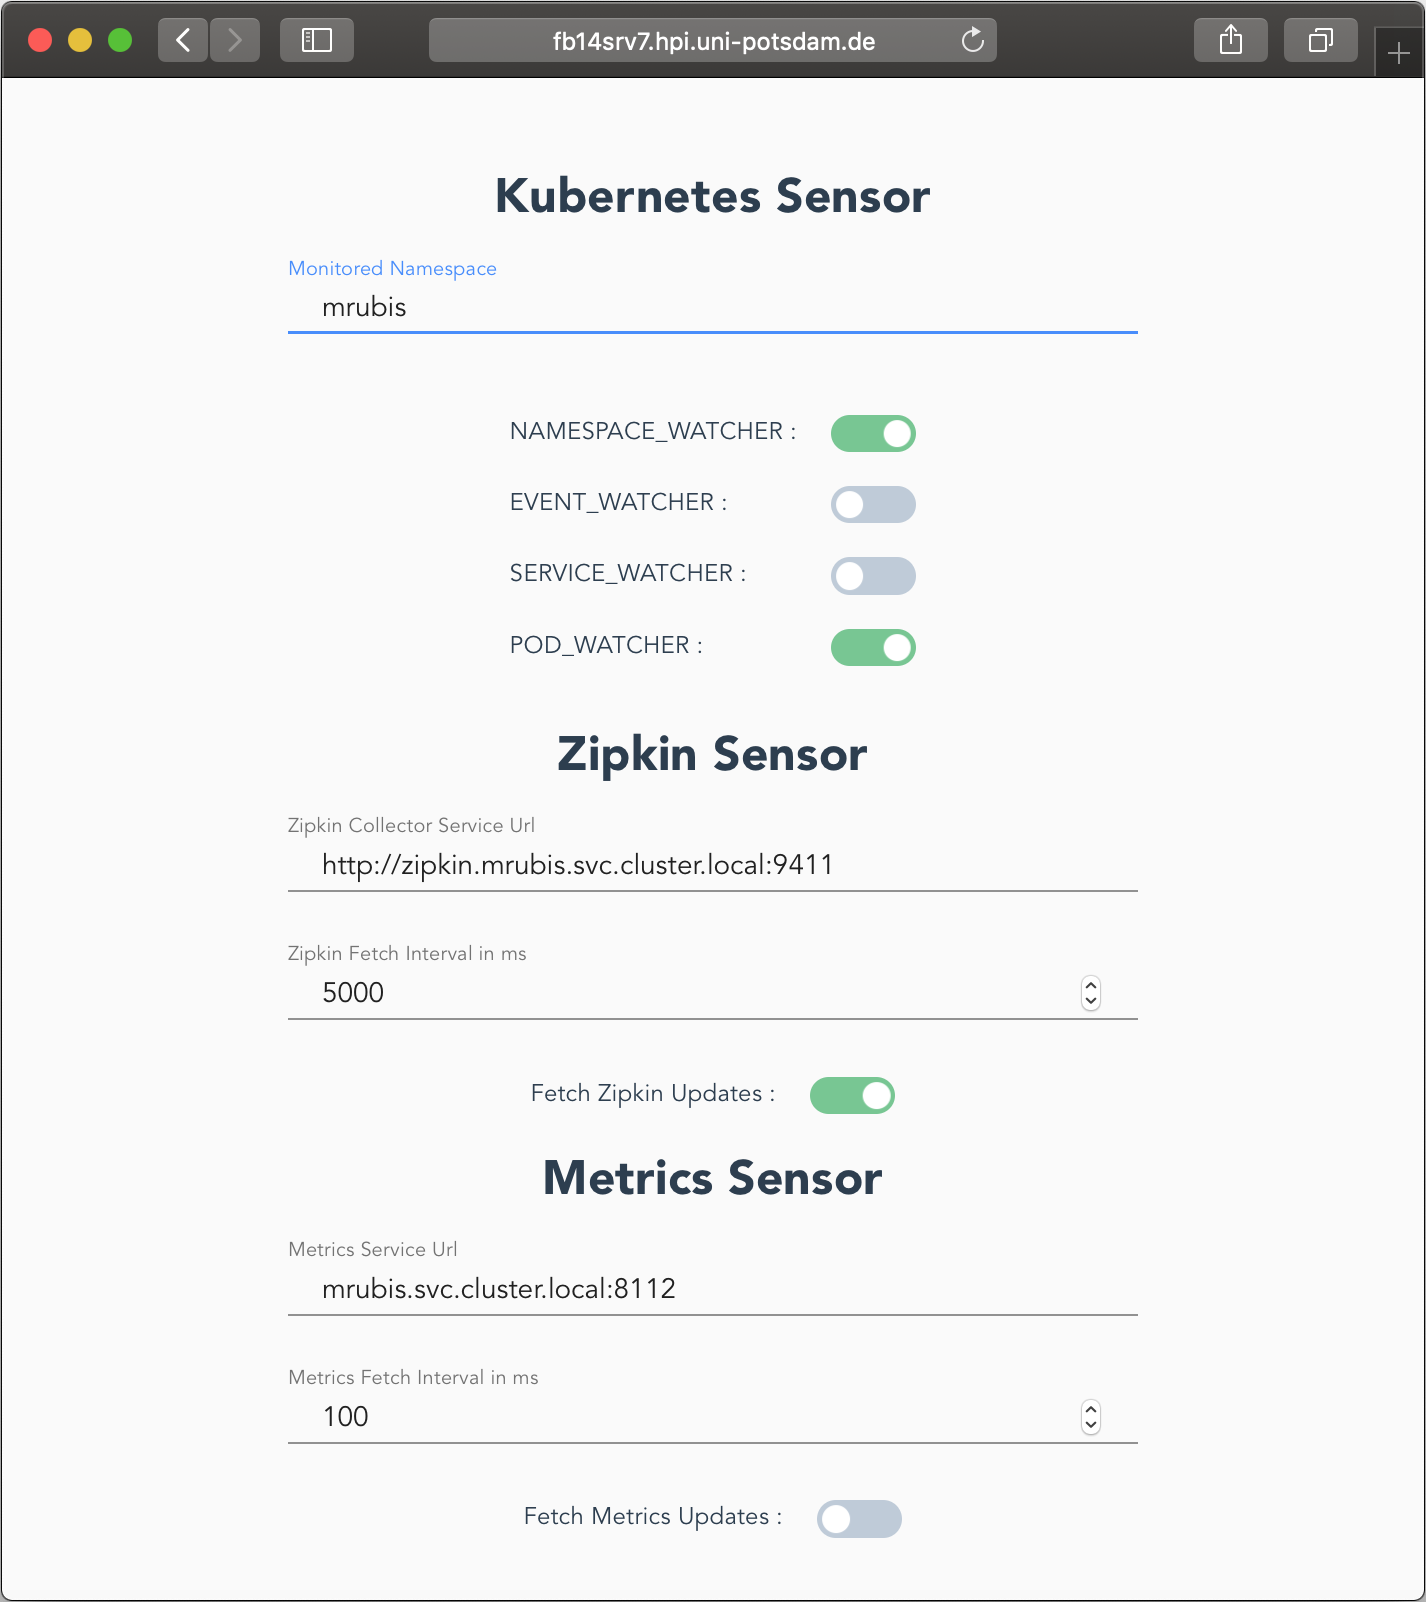 fb14srv7.hpi.uni-potsdam.de
Kubernetes Sensor
Monitored Namespace
mrubis
NAMESPACE_WATCHER :
EVENT_WATCHER :
SERVICE_WATCHER :
POD_WATCHER :
Zipkin Sensor
Zipkin Collector Service Url
http://zipkin.mrubis.svc.cluster.local:9411
Zipkin Fetch Interval in ms
5000
Fetch Zipkin Updates :
Metrics Sensor
Metrics Service Url
mrubis.svc.cluster.local:8112
Metrics Fetch Interval in ms
100
Fetch Metrics Updates :